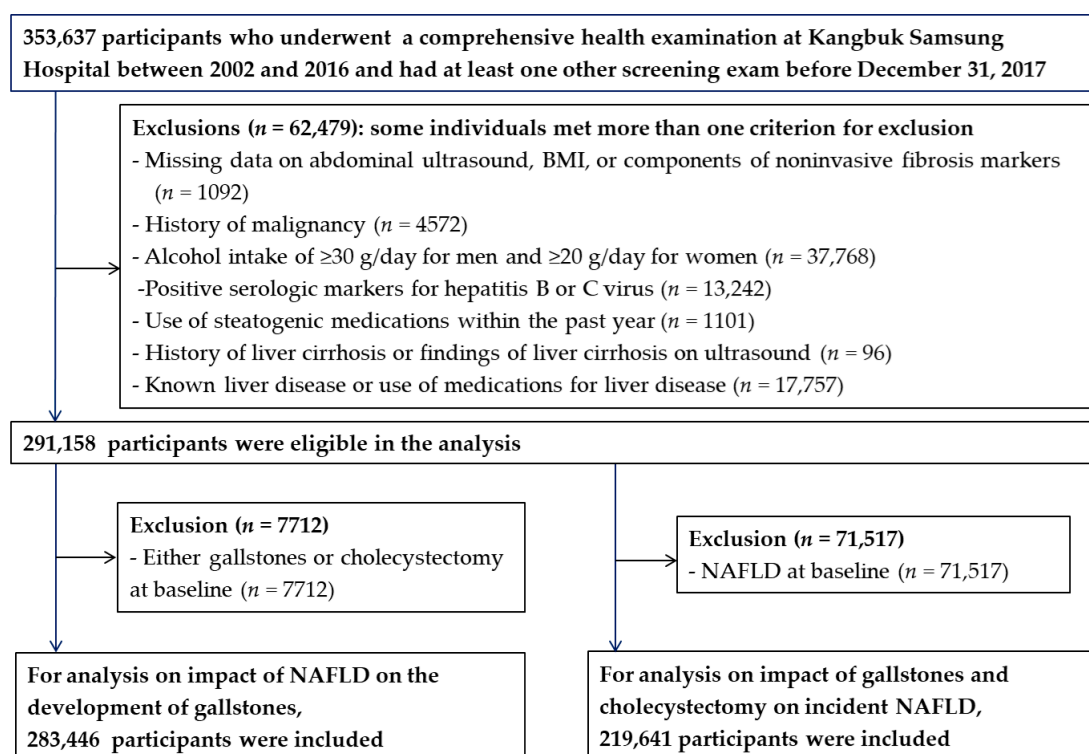 353,637 participants who underwent a comprehensive health examination at Kangbuk Samsung
Hospital between 2002 and 2016 and had at least one other screening exam before December 31, 2017
Exclusions (n = 62,479): some individuals met more than one criterion for exclusion
- Missing data on abdominal ultrasound, BMI, or components of noninvasive fibrosis markers
(n = 1092)
- History of malignancy (n = 4572)
- Alcohol intake of ≥30 g/day for men and ≥20 g/day for women (n = 37,768)
-Positive serologic markers for hepatitis B or C virus (n = 13,242)
- Use of steatogenic medications within the past year (n = 1101)
- History of liver cirrhosis or findings of liver cirrhosis on ultrasound (n = 96)
- Known liver disease or use of medications for liver disease (n = 17,757)
291,158 participants were eligible in the analysis
Exclusion (n = 7712)
- Either gallstones or cholecystectomy
at baseline (n = 7712)
Exclusion (n = 71,517)
- NAFLD at baseline (n = 71,517)
For analysis on impact of NAFLD on the
development of gallstones,
283,446 participants were included
For analysis on impact of gallstones and
cholecystectomy on incident NAFLD,
219,641 participants were included